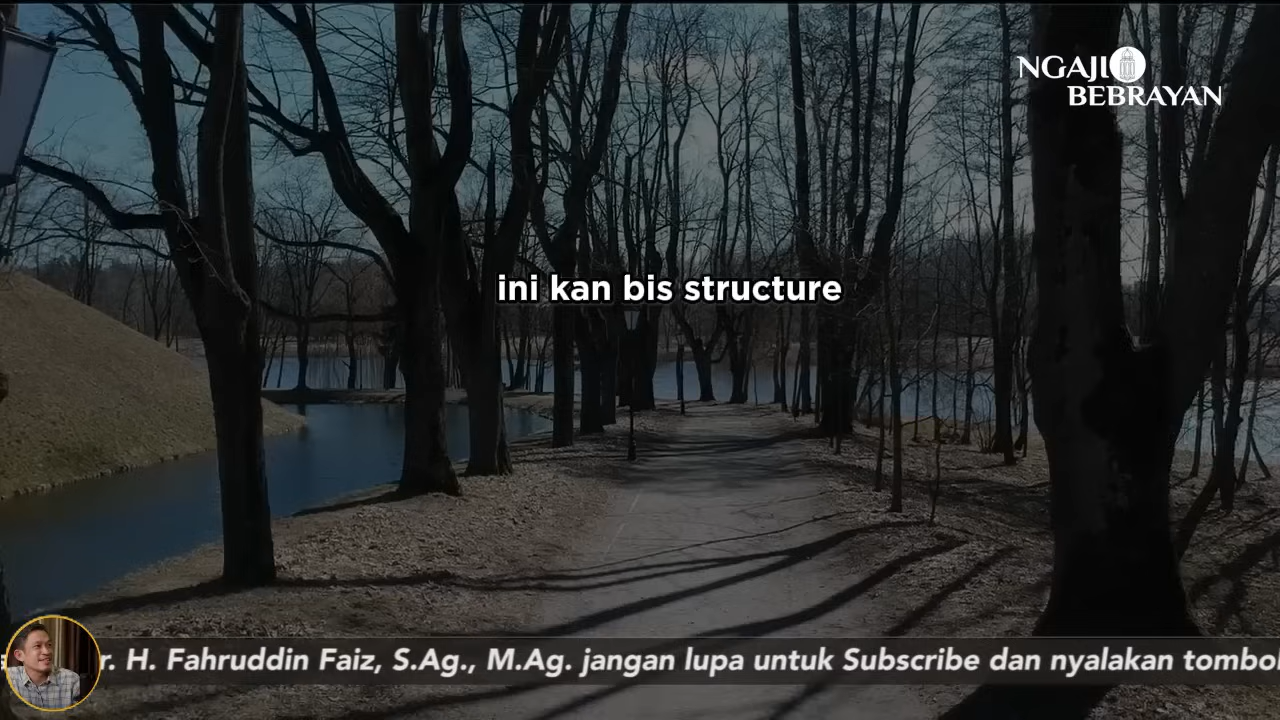 NGAJI
BEBRAYAN
ini kan bis structure
r. H. Fahruddin Faiz, S.Ag., M.Ag. jangan lupa untuk Subscribe dan nyalakan tombol